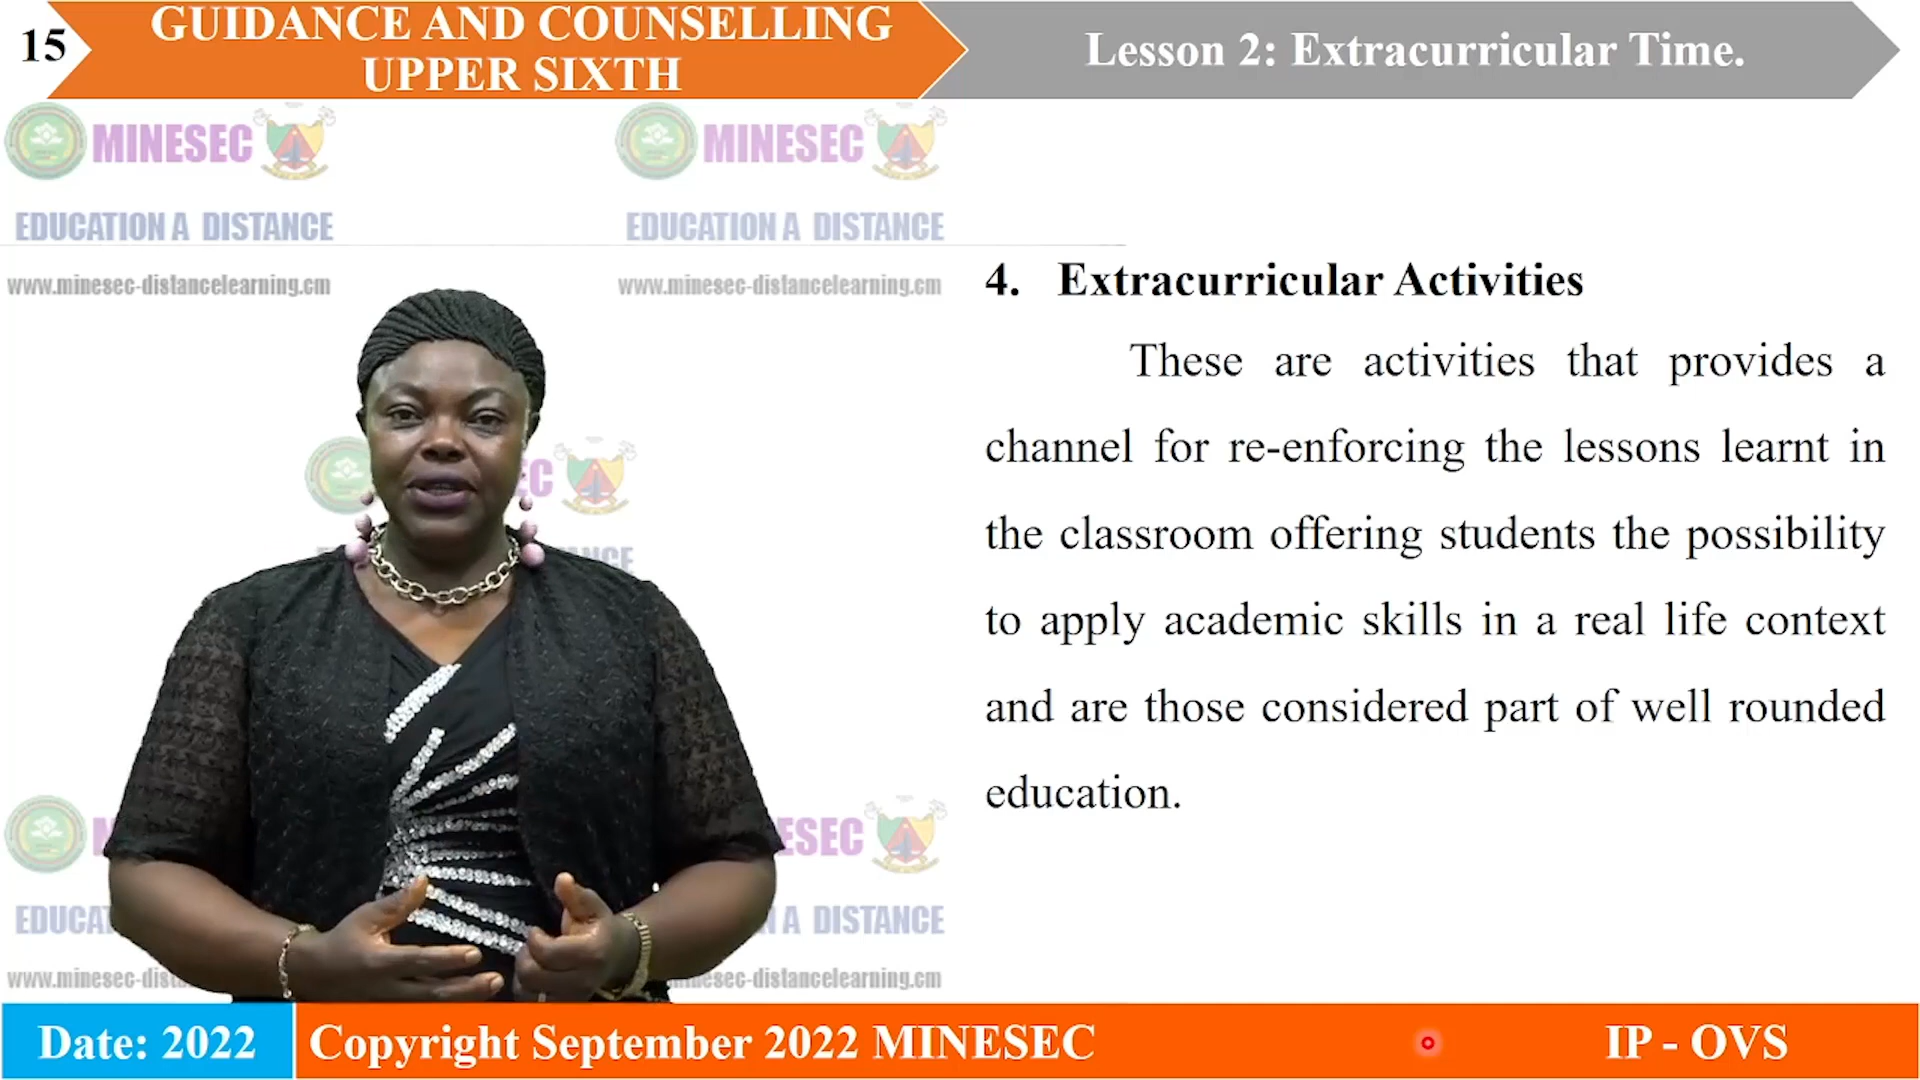 15
GUIDANCE AND COUNSELLING
UPPER SIXTH
Lesson 2: Extracurricular Time.
MINESEC
MINESEC
EDUCATION A DISTANCE
EDUCATION A DISTANCE
www.minesec-distancelearning.cm
www.minesec-distancelearning.cm
4. Extracurricular Activities
These are activities that provides a
channel for re-enforcing the lessons learnt in
the classroom offering students the possibility
to apply academic skills in a real life context
and are those considered part of well rounded
education.
DISTANCE
Date: 2022
Copyright September 2022 MINESEC
IP - OVS